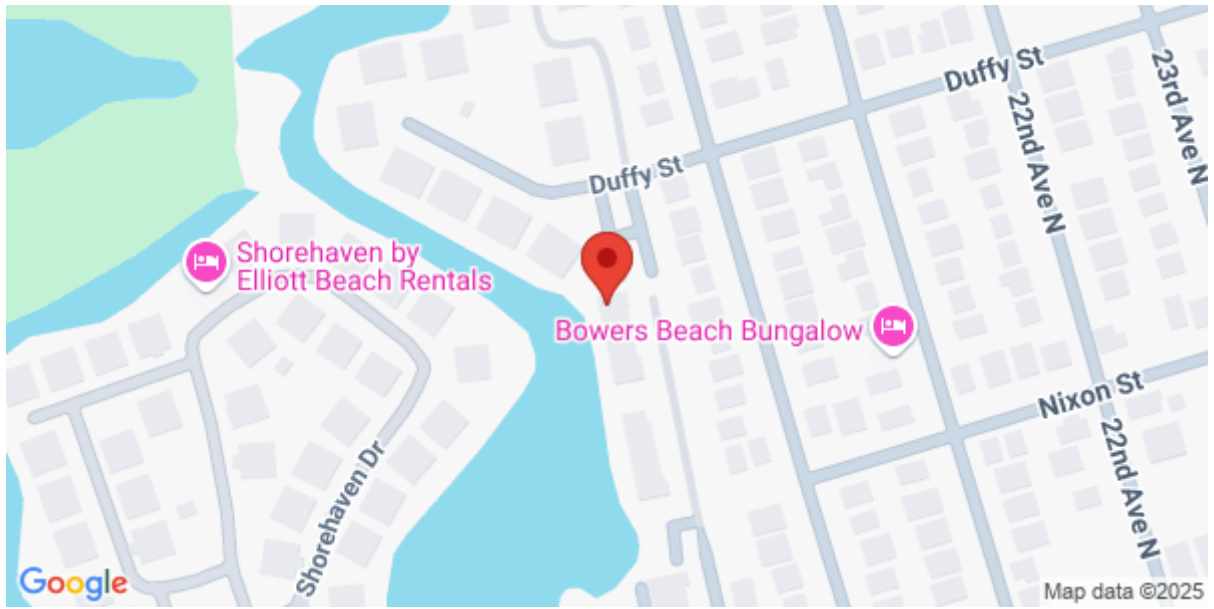 Duffy St
23rd Ave N
22nd Ave N
Duffy St
Shorehaven by
Elliott Beach Rentals
Bowers Beach Bungalow
Nixon St
22nd Ave N
Shorehaven Dr
Google
Map data ©2025